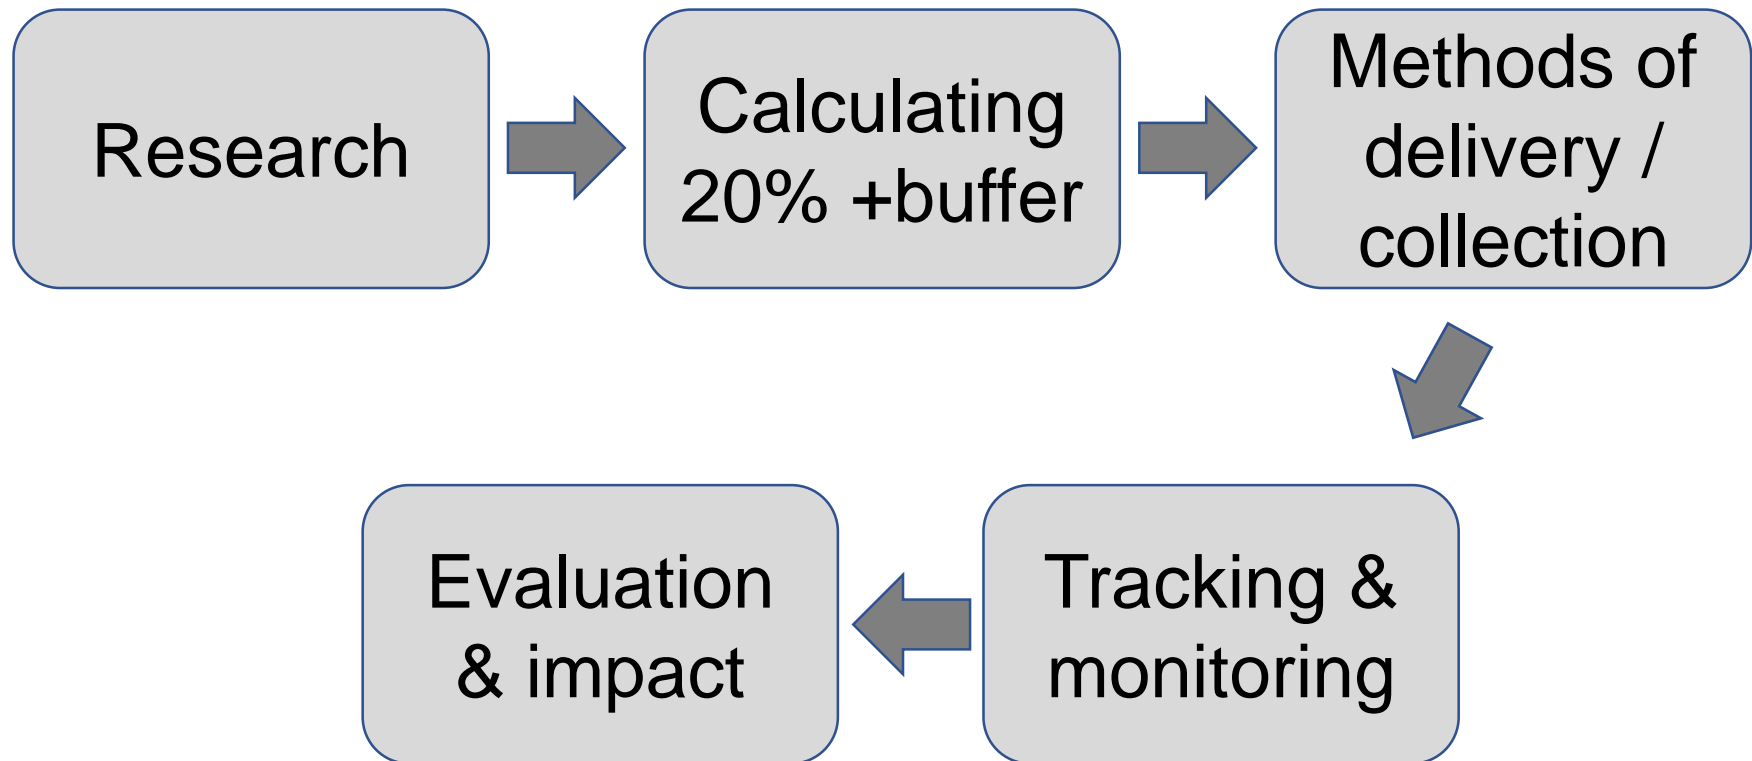 Research
Calculating
20% +buffer
Methods of
delivery /
collection
Tracking &
monitoring
Evaluation
& impact